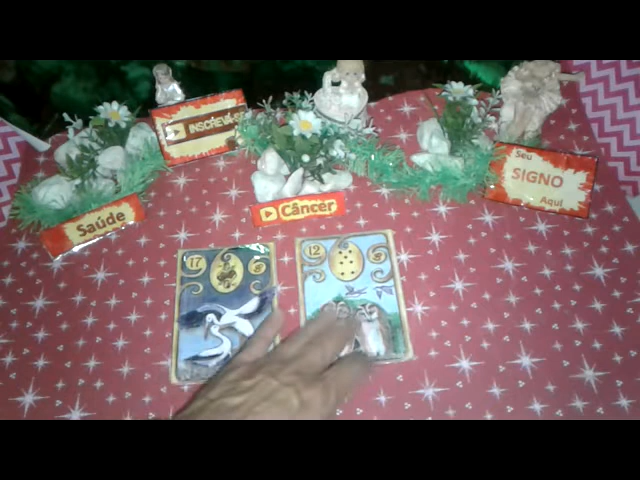 INSCREVA-SE
Seu
SIGNO
Aqui
Saúde
Câncer
17
12